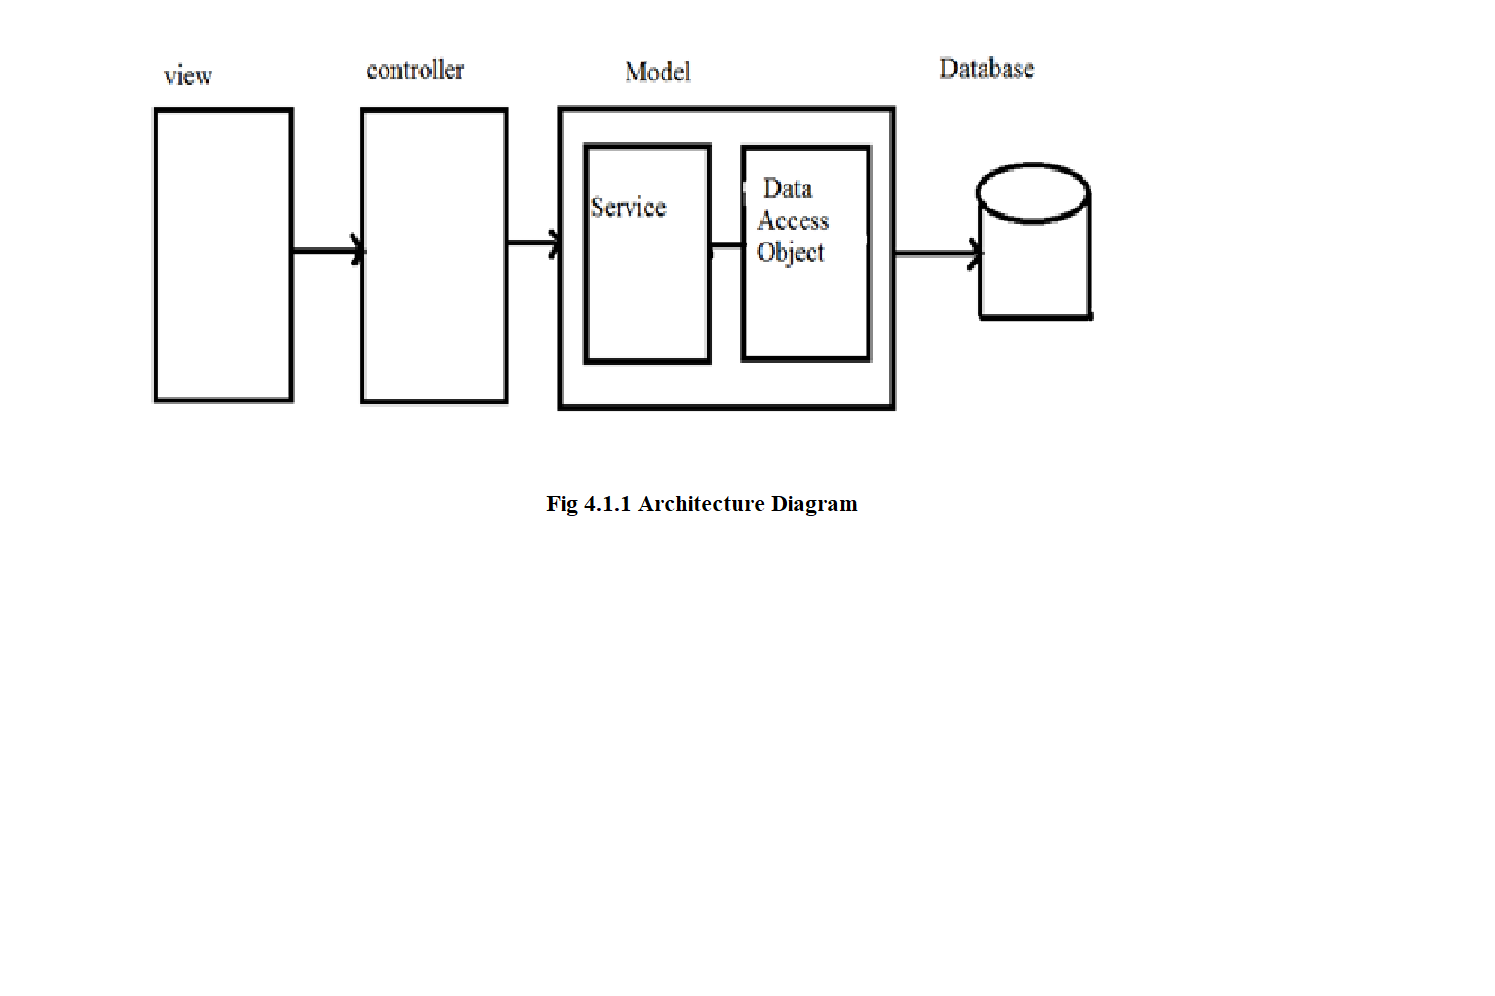 view
controller
Model
Database
Service
Data
Access
Object
Fig 4.1.1 Architecture Diagram